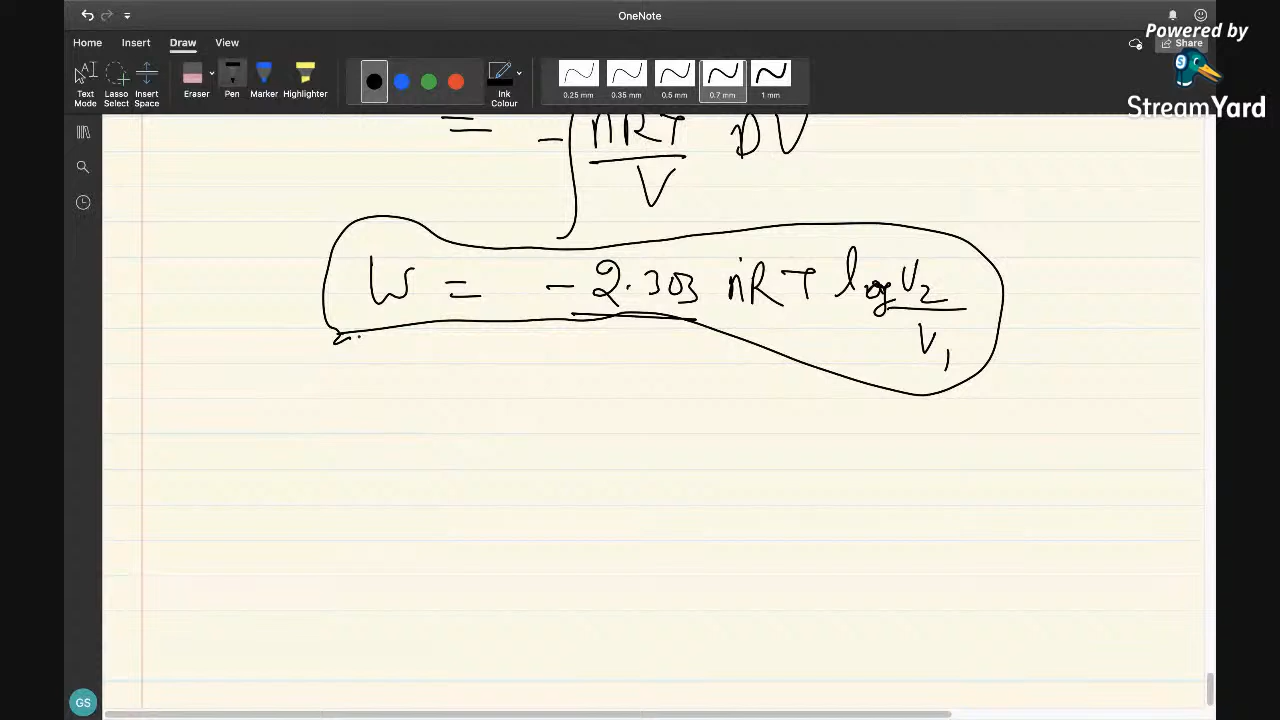 OneNote
Powered by
StreamYard
Home Insert Draw View
Share
Text Mode
Lasso Select
Insert Space
Eraser
Pen
Marker
Highlighter
Ink Colour
0.25 mm
0.35 mm
0.5 mm
0.7 mm
1 mm
= -∫ nRT/V DV
W = -2.303 nRT log V2/V1
GS